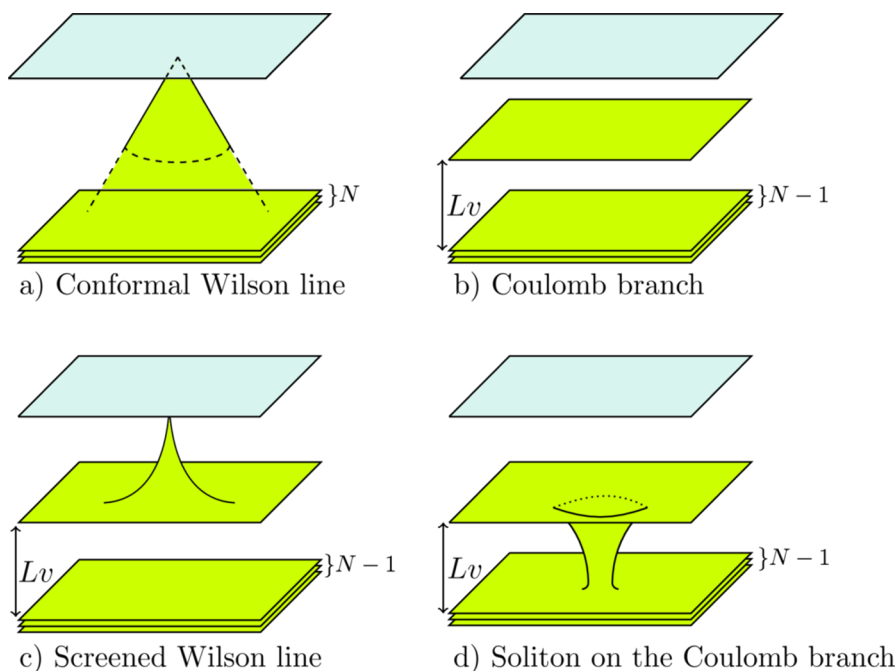 }N
a) Conformal Wilson line
Lv
}N − 1
b) Coulomb branch
Lv
}N − 1
c) Screened Wilson line
Lv
}N − 1
d) Soliton on the Coulomb branch